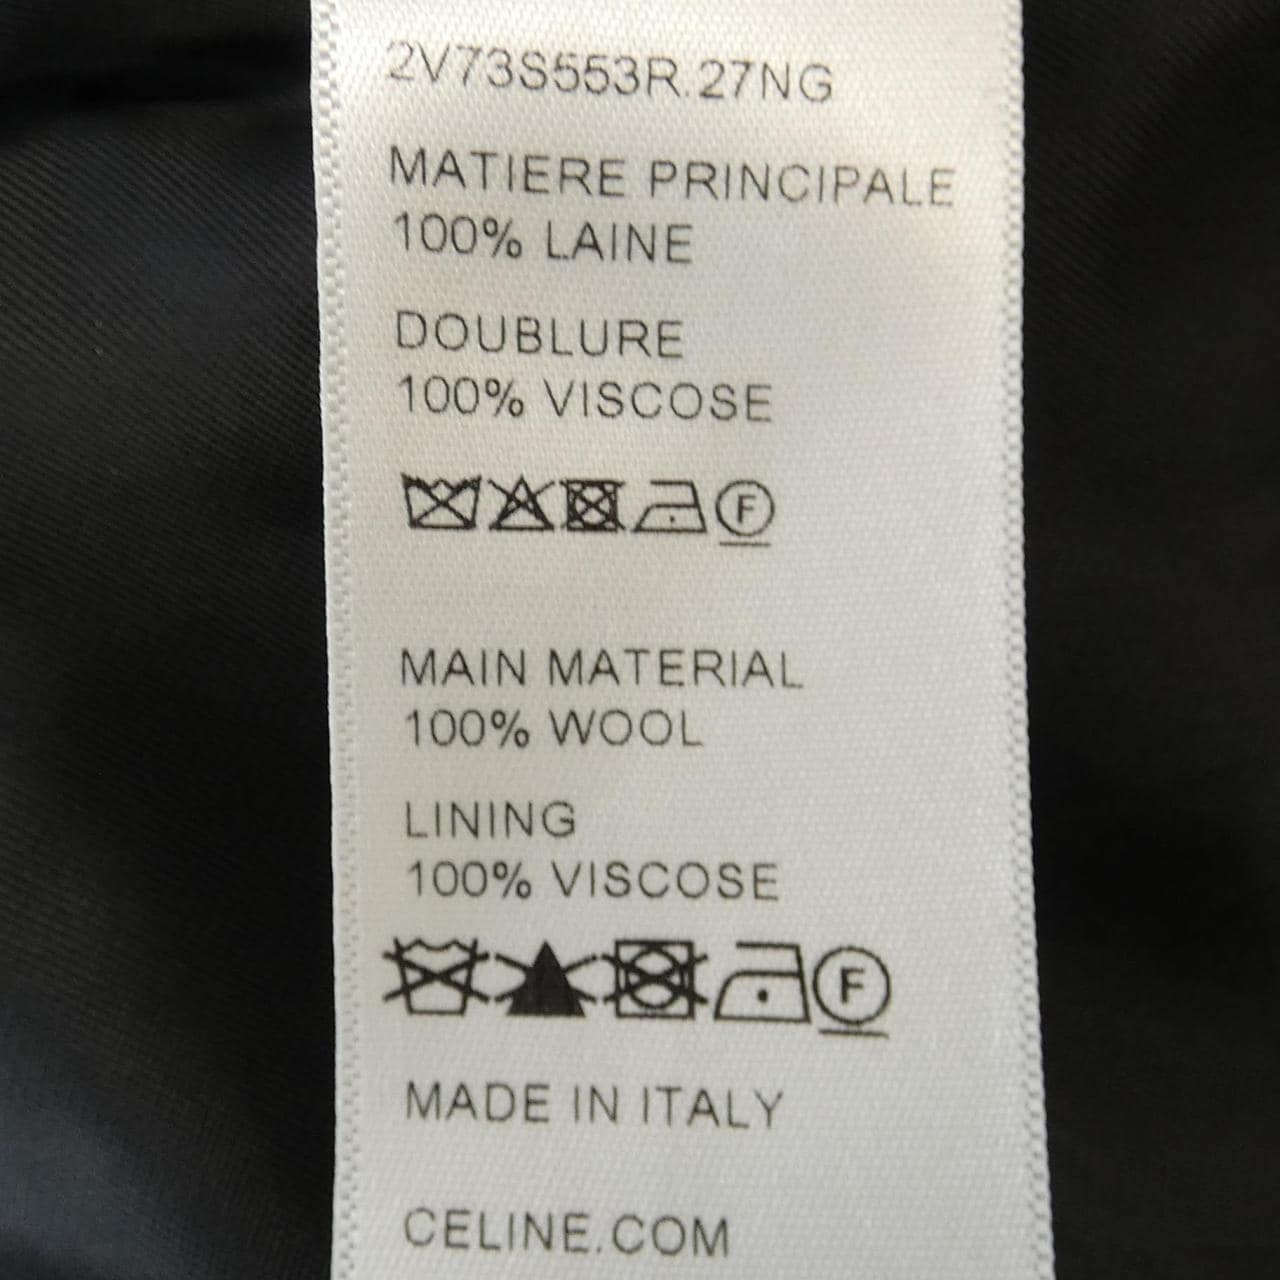 2V73S553R.27NG
MATIERE PRINCIPALE
100% LAINE
DOUBLURE
100% VISCOSE
F
MAIN MATERIAL
100% WOOL
LINING
100% VISCOSE
F
MADE IN ITALY
CELINE.COM